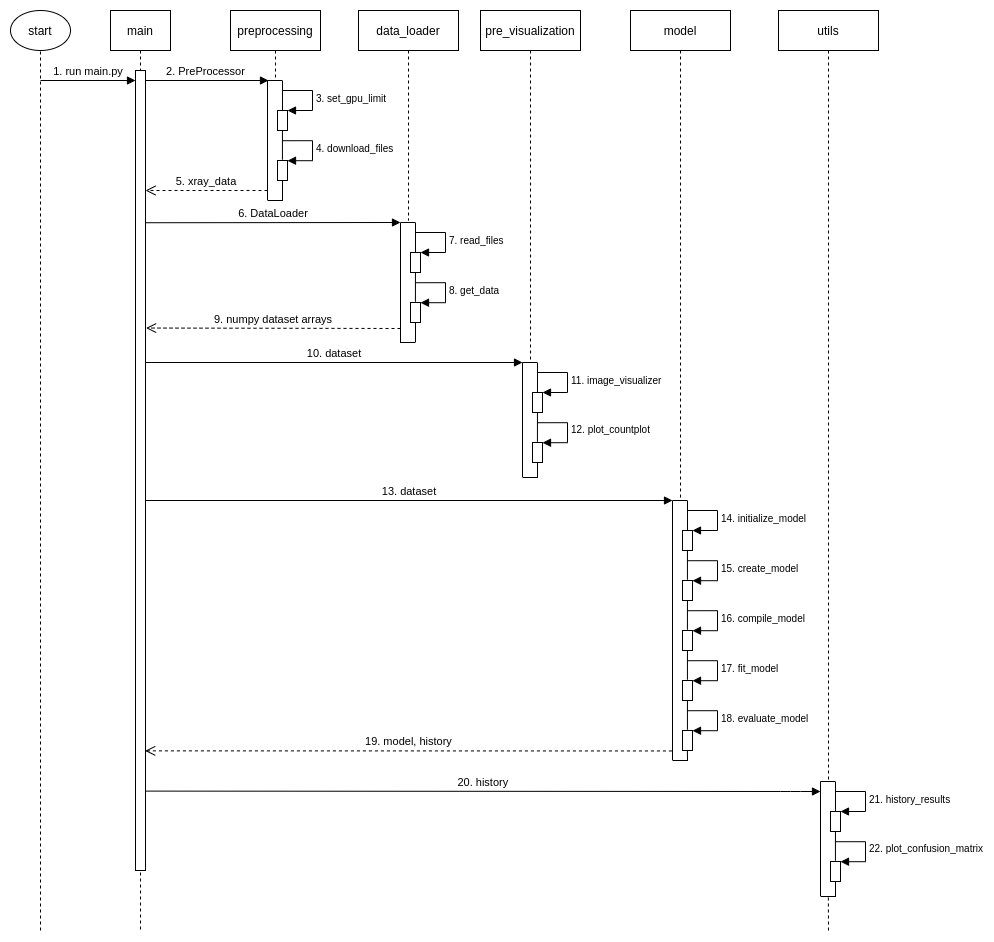 start
main
preprocessing
data_loader
pre_visualization
model
utils
1. run main.py
2. PreProcessor
3. set_gpu_limit
4. download_files
5. xray_data
6. DataLoader
7. read_files
8. get_data
9. numpy dataset arrays
10. dataset
11. image_visualizer
12. plot_countplot
13. dataset
14. initialize_model
15. create_model
16. compile_model
17. fit_model
18. evaluate_model
19. model, history
20. history
21. history_results
22. plot_confusion_matrix